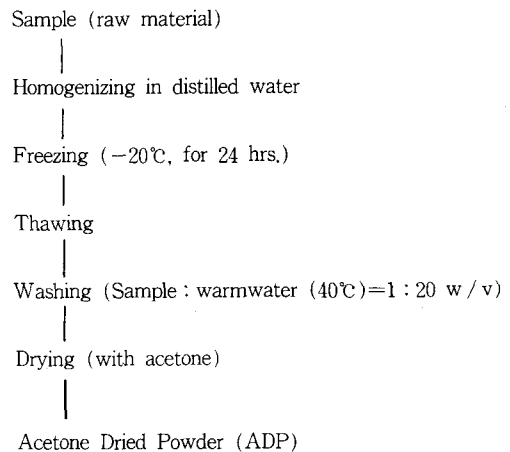 Sample (raw material)
Homogenizing in distilled water
Freezing (−20℃, for 24 hrs.)
Thawing
Washing (Sample : warmwater (40℃)=1 : 20 w / v)
Drying (with acetone)
Acetone Dried Powder (ADP)